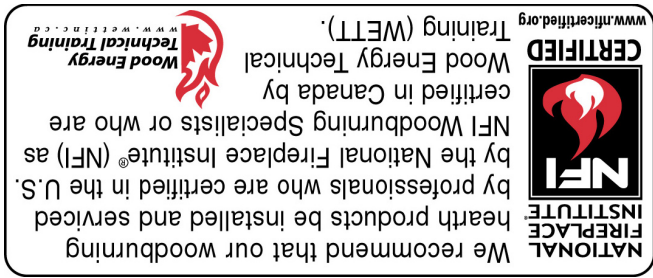 NATIONAL
FIREPLACE
INSTITUTE®
NFI
CERTIFIED
www.nficertified.org
We recommend that our woodburning
hearth products be installed and serviced
by professionals who are certified in the U.S.
by the National Fireplace Institute® (NFI) as
NFI Woodburning Specialists or who are
certified in Canada by
Wood Energy Technical
Training (WETT).
Wood Energy
Technical Training
www.wettinc.ca